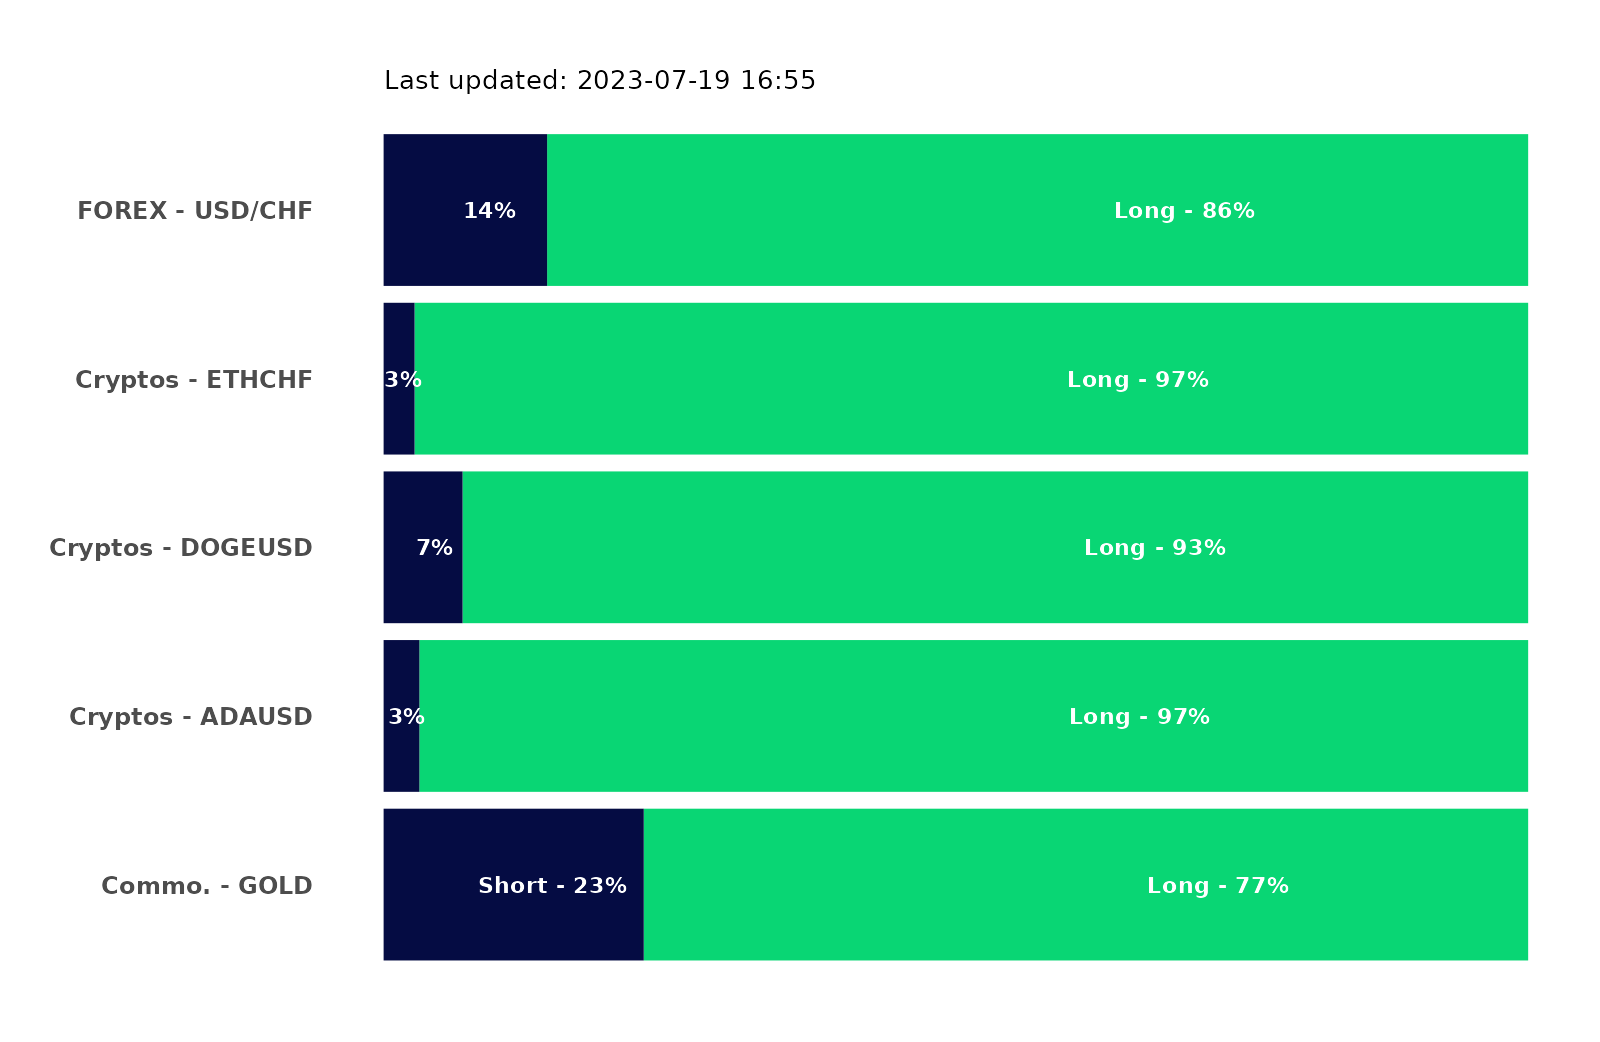 Last updated: 2023-07-19 16:55
FOREX - USD/CHF 14% Long - 86%
Cryptos - ETHCHF 3% Long - 97%
Cryptos - DOGEUSD 7% Long - 93%
Cryptos - ADAUSD 3% Long - 97%
Commo. - GOLD Short - 23% Long - 77%